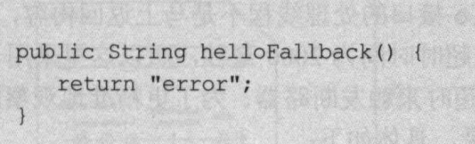 public String helloFallback() {
    return "error";
}